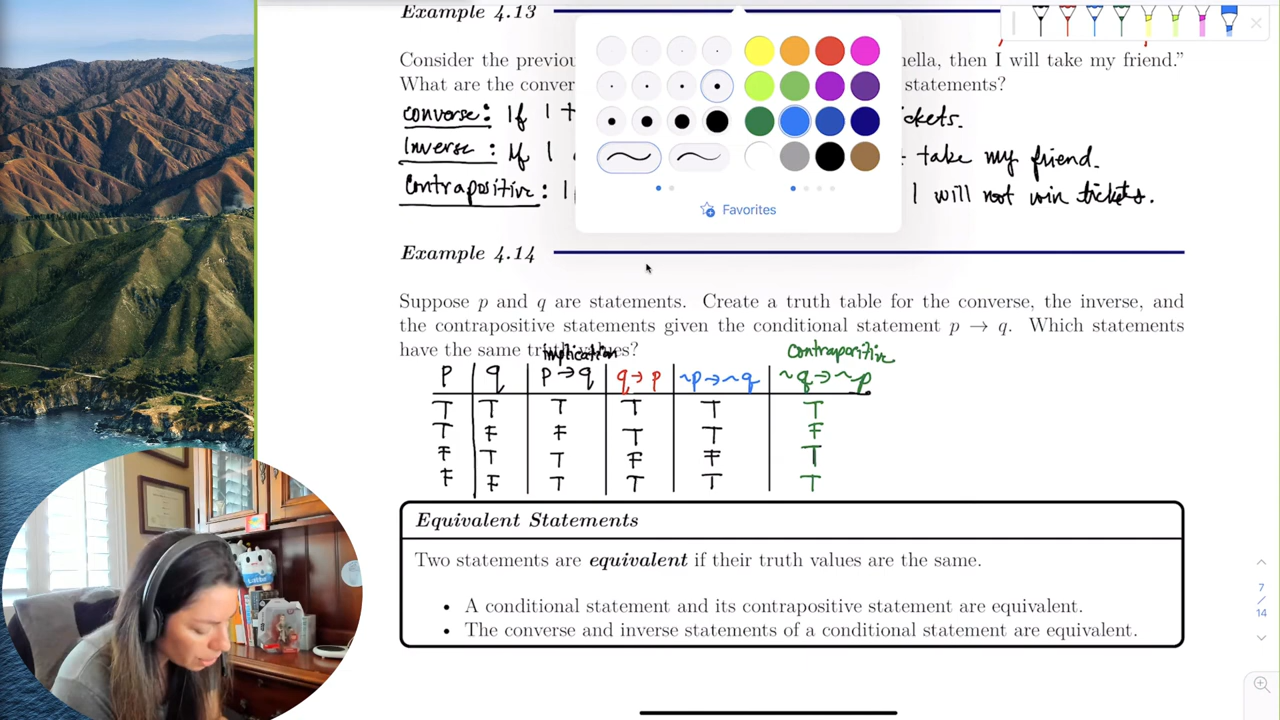 Example 4.13
Consider the previou nella, then I will take my friend."
What are the conver statements?
Converse: If I t ckets.
Inverse: If I t take my friend.
Contrapositive: I I will not win tickets.
Favorites
Example 4.14
Suppose p and q are statements. Create a truth table for the converse, the inverse, and
the contrapositive statements given the conditional statement p → q. Which statements
have the same truth values?
implication contrapositive
p q p→q q→p ~p→~q ~q→~p
T T T T T T
T F F T T F
F T T F F T
F F T T T T
Equivalent Statements
Two statements are equivalent if their truth values are the same.
• A conditional statement and its contrapositive statement are equivalent.
• The converse and inverse statements of a conditional statement are equivalent.
7
/
14